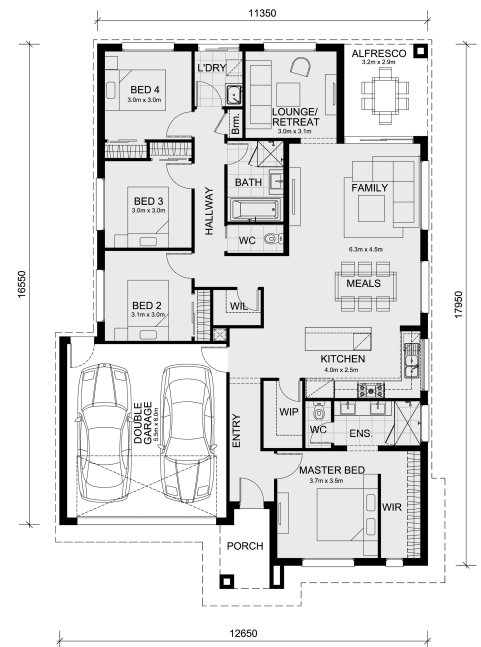 11350
ALFRESCO
3.2m x 2.9m
L'DRY
BED 4
3.0m x 3.0m
LOUNGE/
RETREAT
3.0m x 3.1m
Brm.
BATH
FAMILY
BED 3
3.0m x 3.0m
HALLWAY
WC
6.3m x 4.5m
16550
17950
MEALS
BED 2
3.1m x 3.0m
WIL
KITCHEN
4.0m x 2.5m
DOUBLE
GARAGE
5.5m x 6.0m
WIP
ENTRY
WC
ENS.
MASTER BED
3.7m x 3.5m
WIR
PORCH
12650